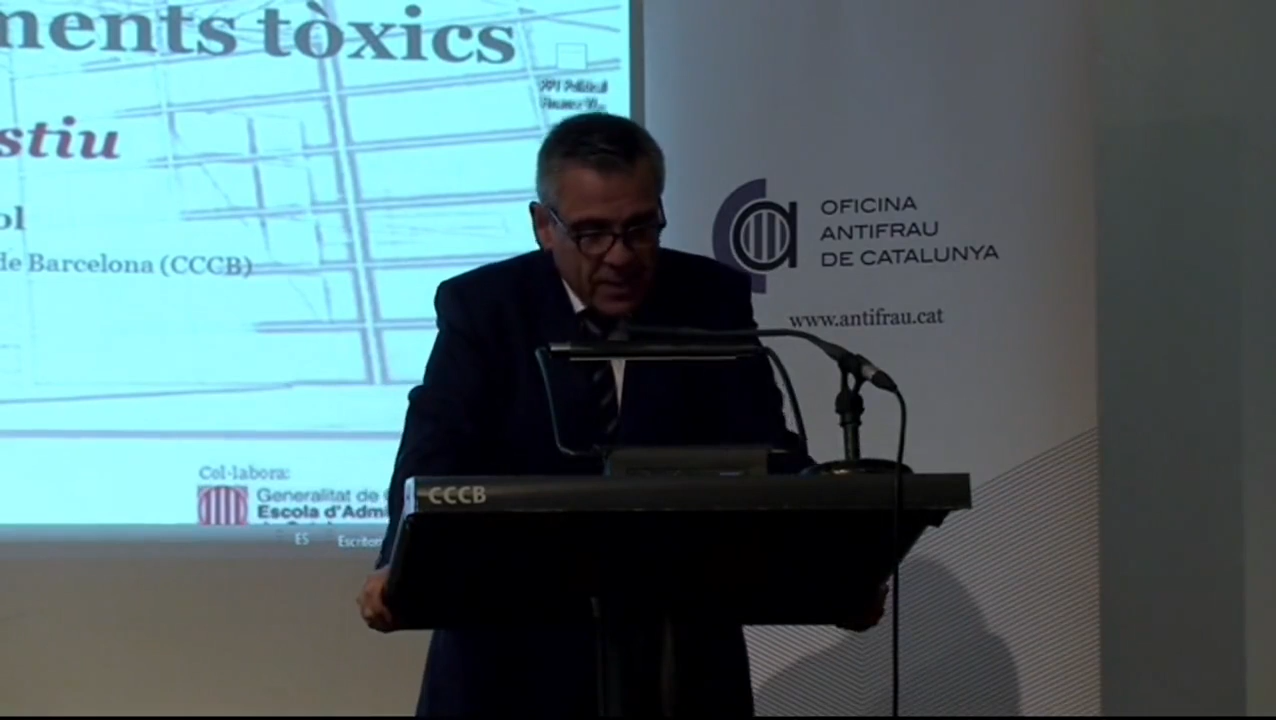 ments tòxics
stiu
ol
de Barcelona (CCCB)
Col·labora:
Generalitat de C
Escola d'Admi
ES
Escritor
OFICINA
ANTIFRAU
DE CATALUNYA
www.antifrau.cat
CCCB